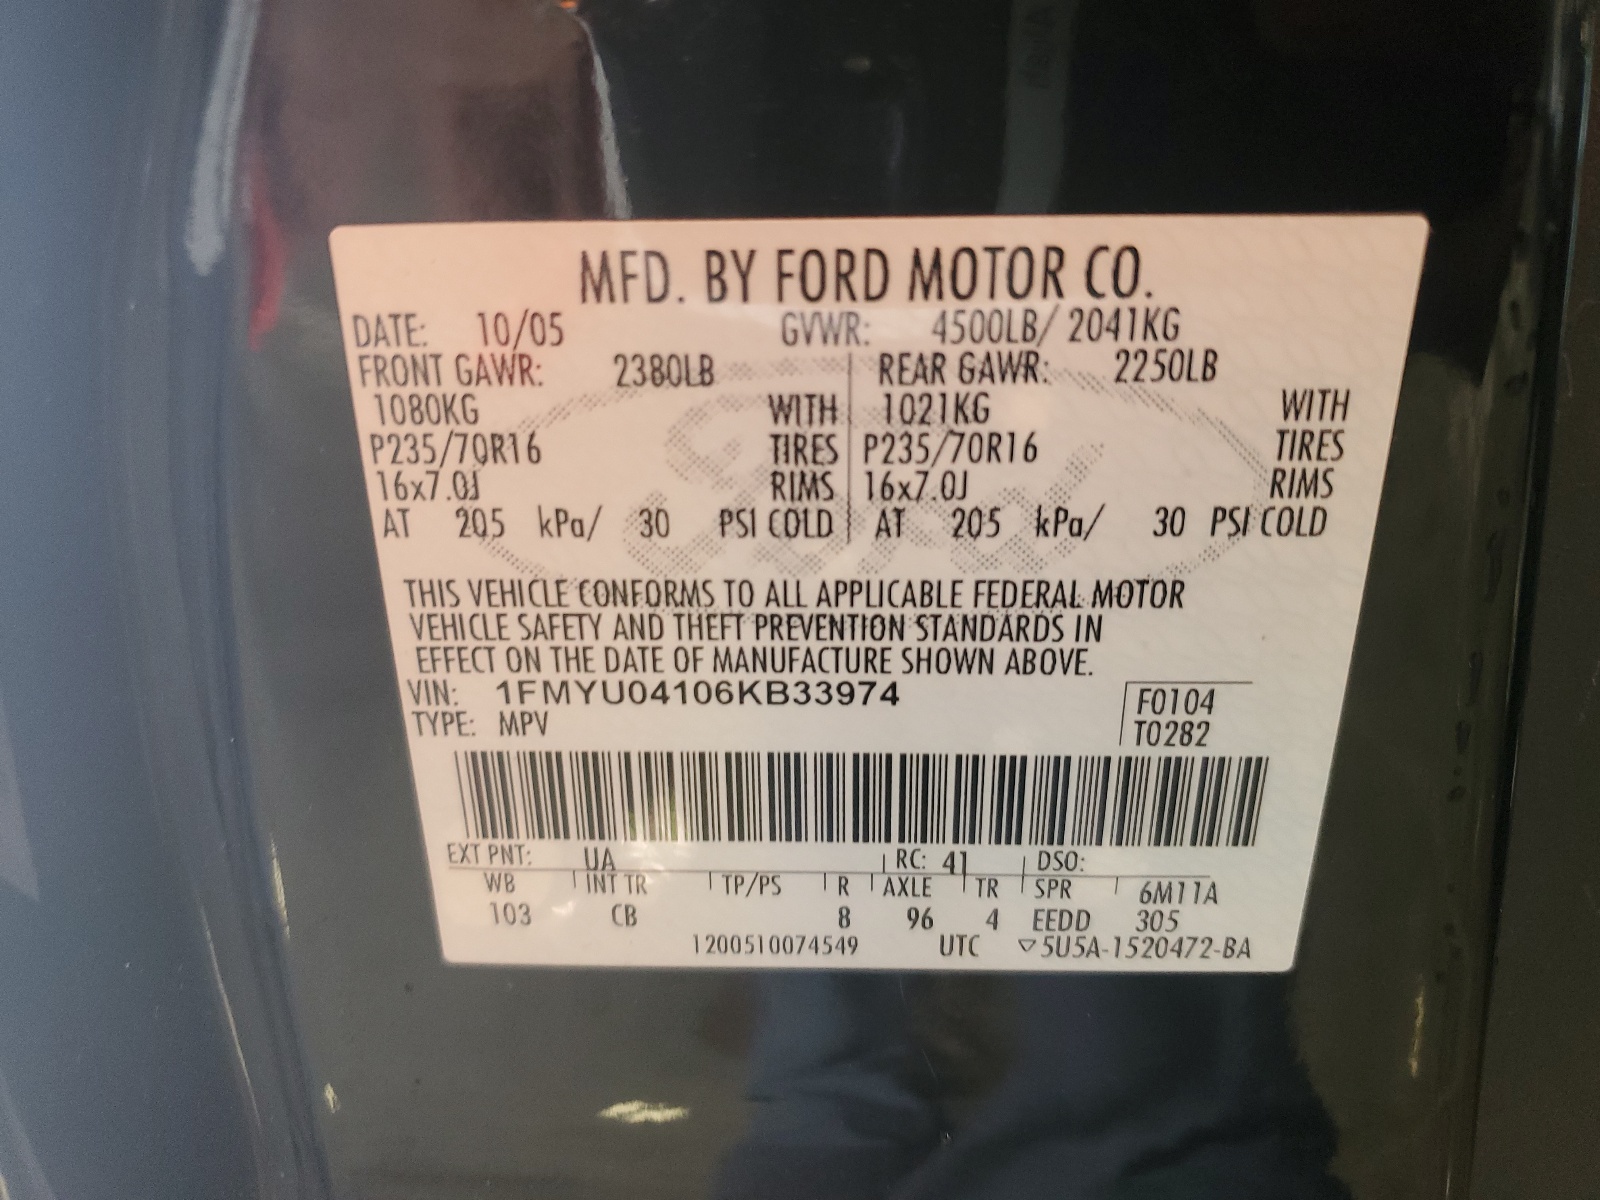 MFD. BY FORD MOTOR CO.
DATE: 10/05 GVWR: 4500LB/ 2041KG
FRONT GAWR: 2380LB REAR GAWR: 2250LB
1080KG WITH 1021KG WITH
P235/70R16 TIRES P235/70R16 TIRES
16x7.0J RIMS 16x7.0J RIMS
AT 205 kPa/ 30 PSI COLD AT 205 kPa/ 30 PSI COLD
THIS VEHICLE CONFORMS TO ALL APPLICABLE FEDERAL MOTOR
VEHICLE SAFETY AND THEFT PREVENTION STANDARDS IN
EFFECT ON THE DATE OF MANUFACTURE SHOWN ABOVE.
VIN: 1FMYU04106KB33974 F0104
TYPE: MPV T0282
EXT PNT: UA RC: 41 DSO:
WB INT TR TP/PS R AXLE TR SPR 6M11A
103 CB 8 96 4 EEDD 305
1200510074549 UTC ▽5U5A-1520472-BA
Ford